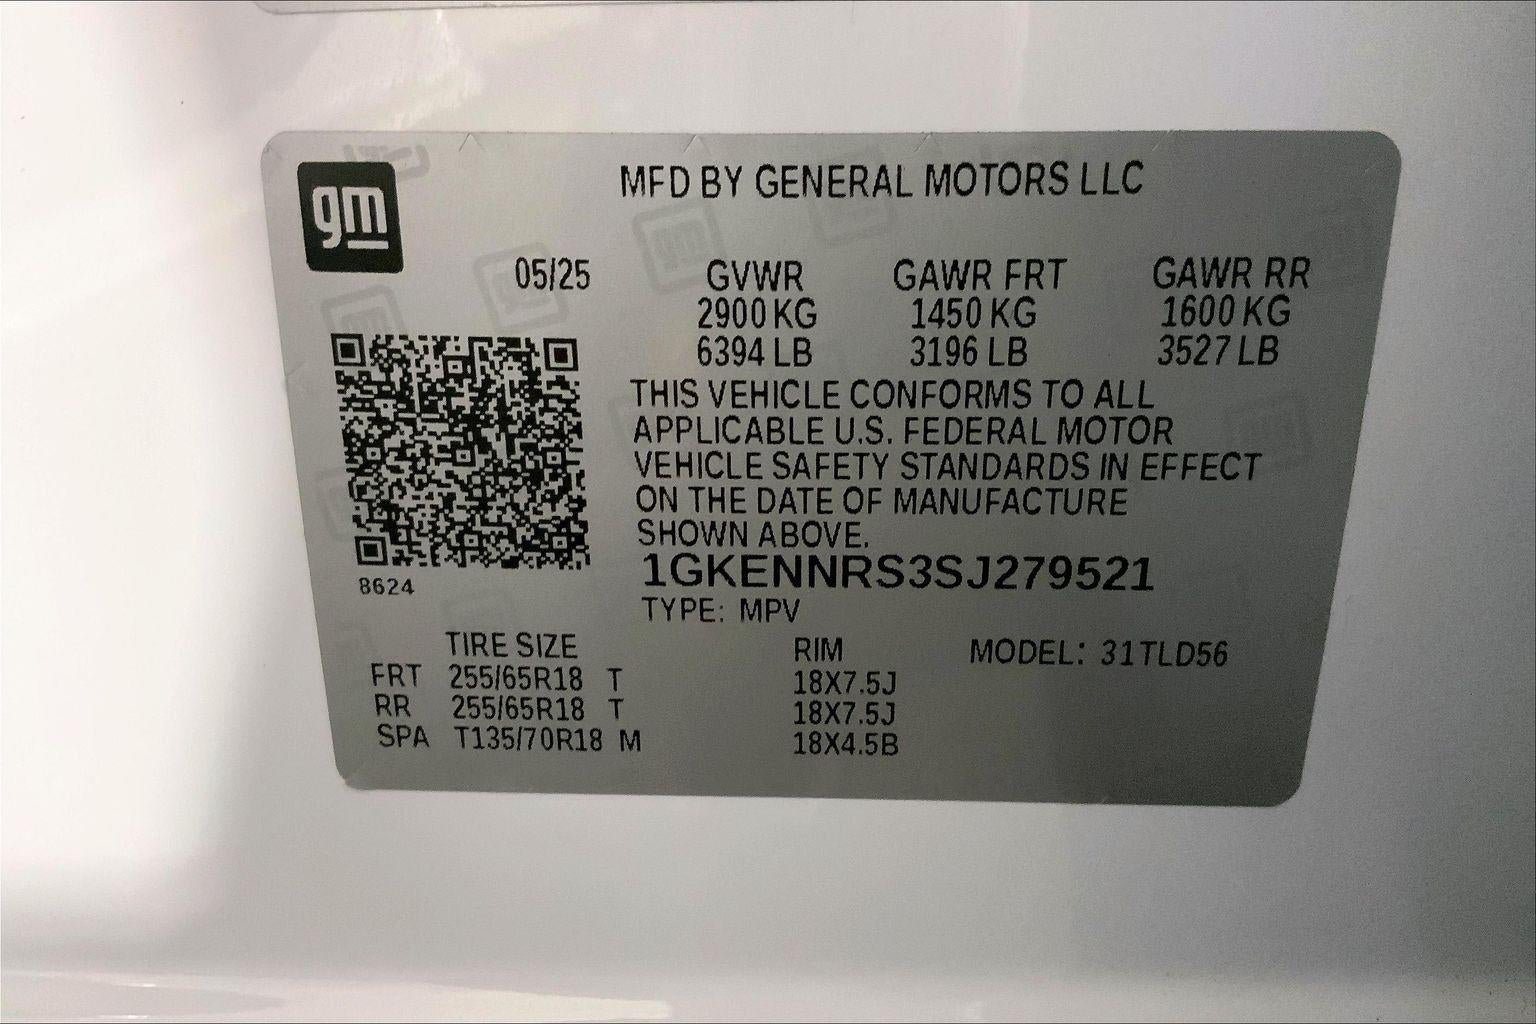 gm
MFD BY GENERAL MOTORS LLC
05/25 GVWR GAWR FRT GAWR RR
2900 KG 1450 KG 1600 KG
6394 LB 3196 LB 3527 LB
THIS VEHICLE CONFORMS TO ALL
APPLICABLE U.S. FEDERAL MOTOR
VEHICLE SAFETY STANDARDS IN EFFECT
ON THE DATE OF MANUFACTURE
SHOWN ABOVE.
1GKENNRS3SJ279521
8624
TYPE: MPV
TIRE SIZE RIM MODEL: 31TLD56
FRT 255/65R18 T 18X7.5J
RR 255/65R18 T 18X7.5J
SPA T135/70R18 M 18X4.5B